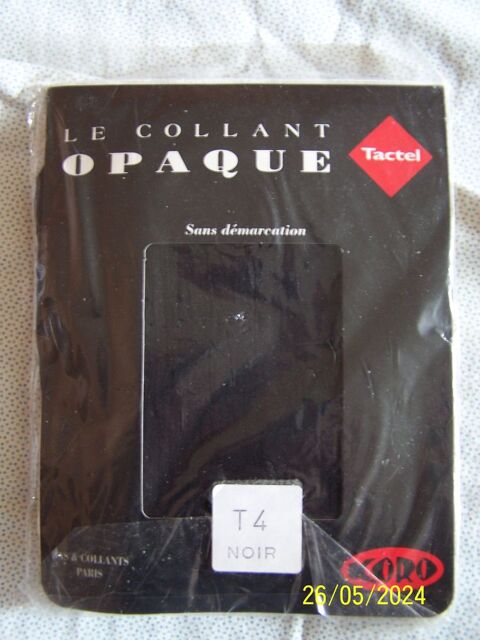 LE COLLANT
OPAQUE
Tactel
Sans démarcation
T4
NOIR
& COLLANTS
PARIS
26/05/2024